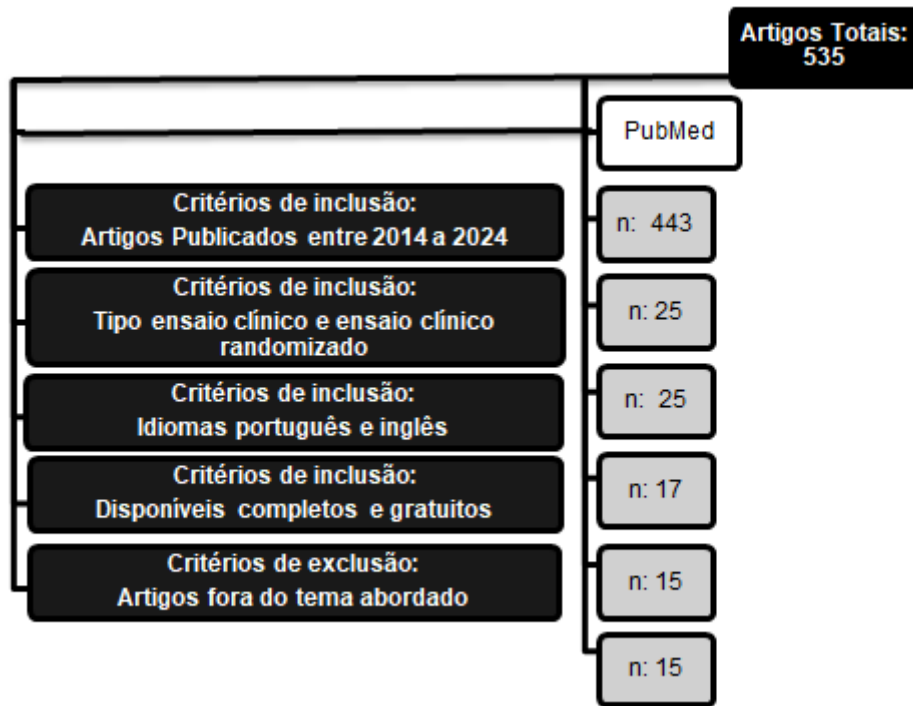 Artigos Totais:
535
PubMed
Critérios de inclusão:
Artigos Publicados entre 2014 a 2024
n: 443
Critérios de inclusão:
Tipo ensaio clínico e ensaio clínico
randomizado
n: 25
Critérios de inclusão:
Idiomas português e inglês
n: 25
Critérios de inclusão:
Disponíveis completos e gratuitos
n: 17
Critérios de exclusão:
Artigos fora do tema abordado
n: 15
n: 15